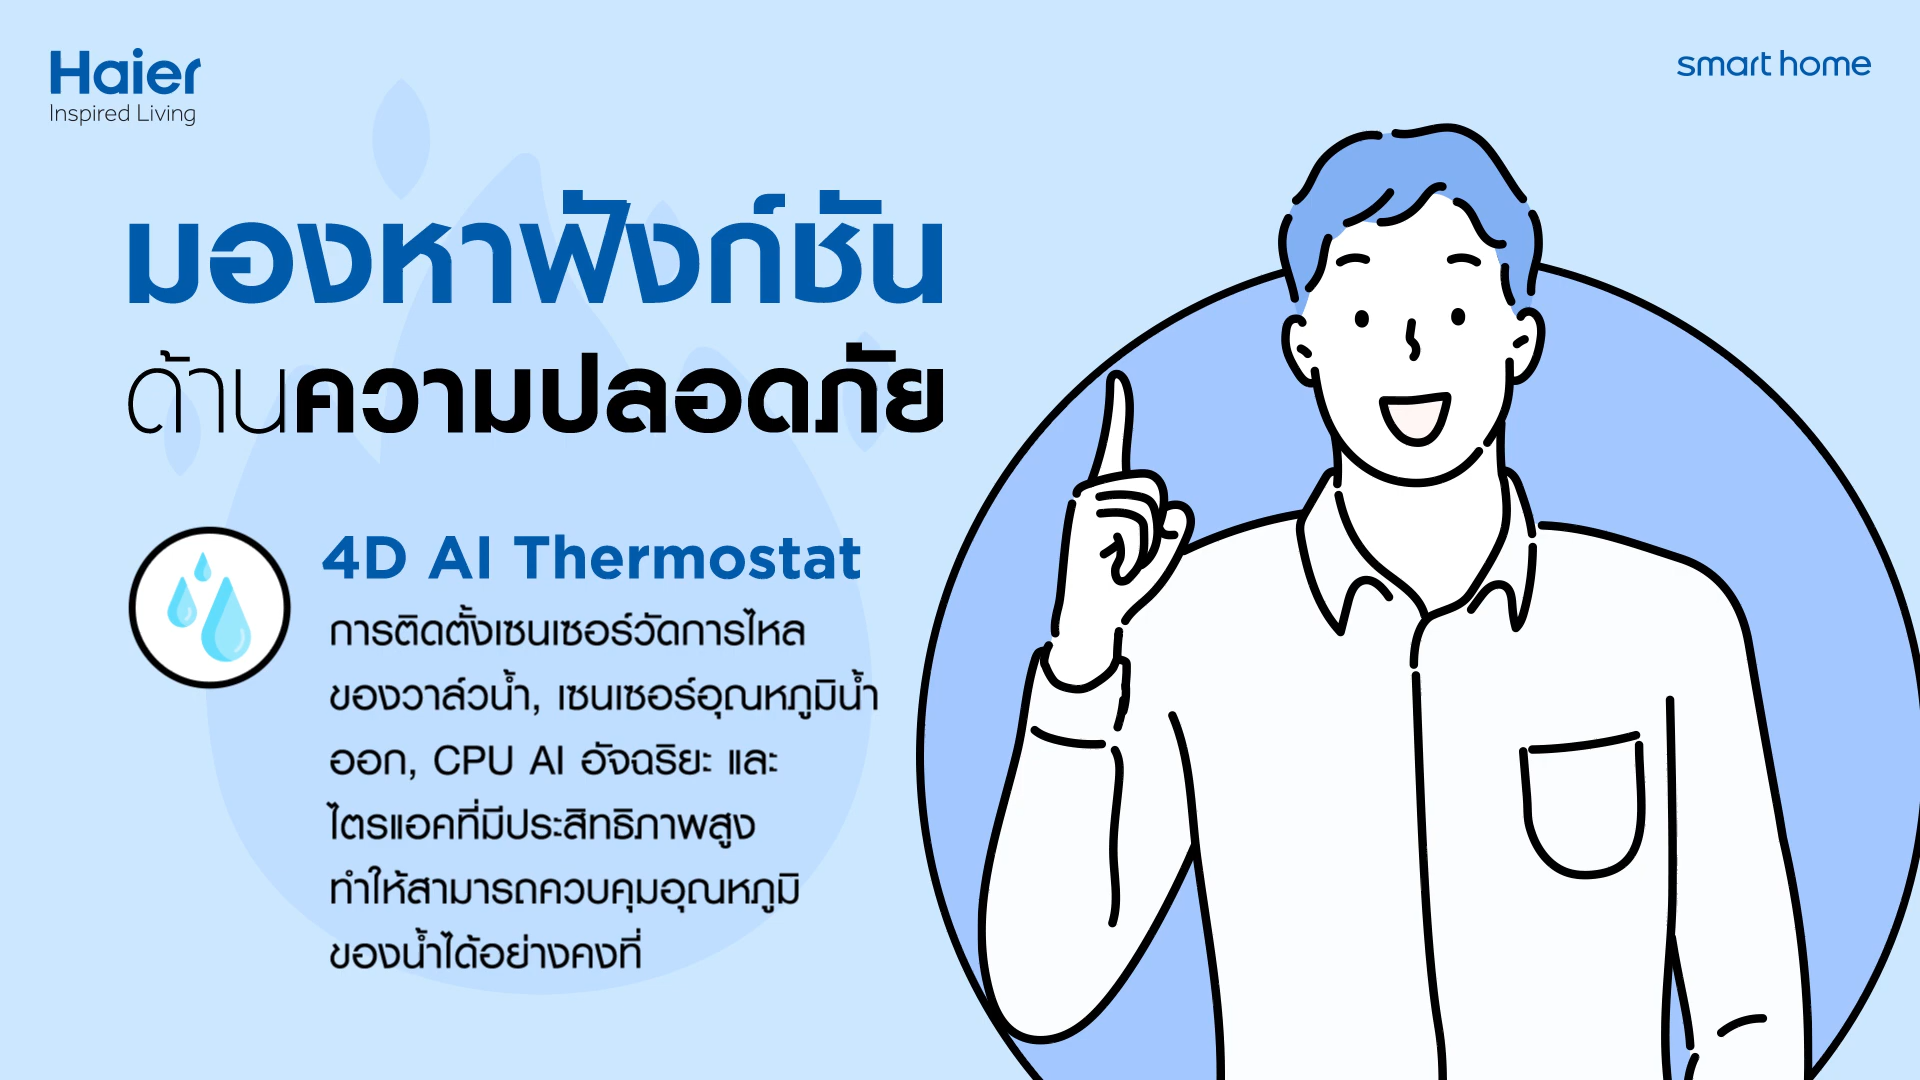 Haier
Inspired Living
smart home
มองหาฟังก์ชัน
ด้านความปลอดภัย
4D AI Thermostat
การติดตั้งเซนเซอร์วัดการไหล
ของวาล์วน้ำ, เซนเซอร์อุณหภูมิน้ำ
ออก, CPU AI อัจฉริยะ และ
ไตรแอคที่มีประสิทธิภาพสูง
ทำให้สามารถควบคุมอุณหภูมิ
ของน้ำได้อย่างคงที่